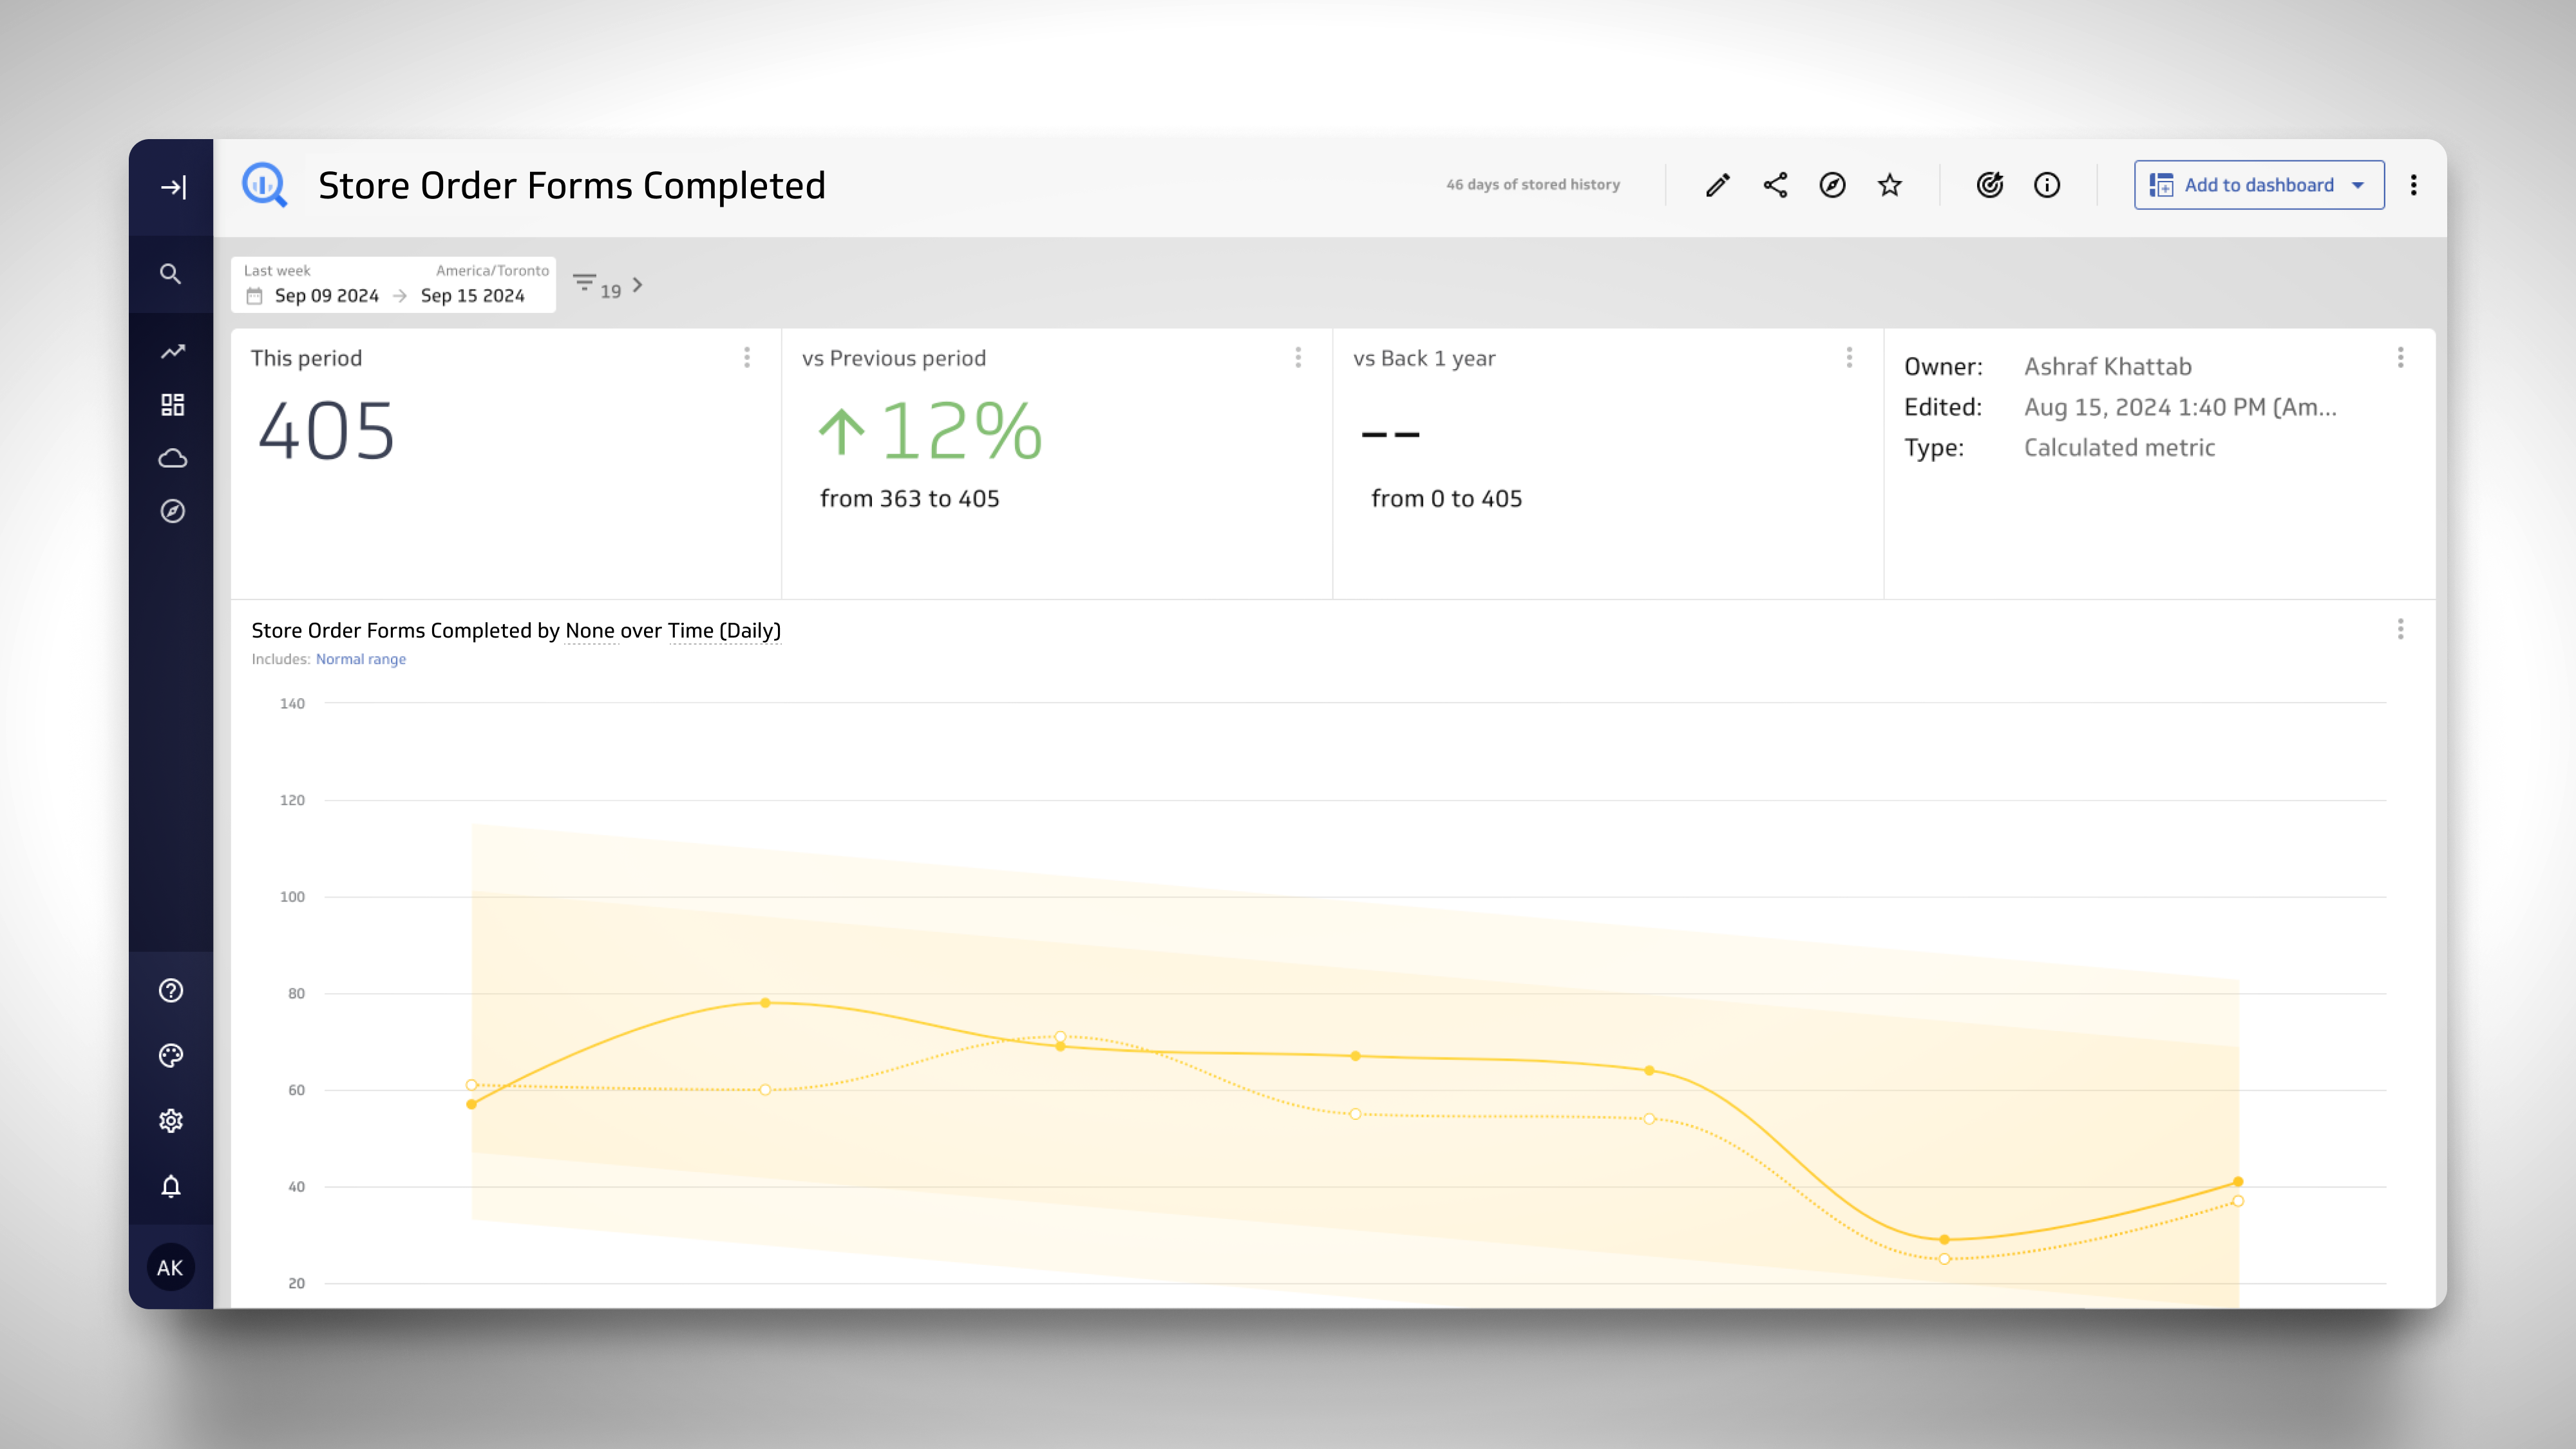 Store Order Forms Completed
46 days of stored history
Add to dashboard
Last week America/Toronto
Sep 09 2024 → Sep 15 2024
19
This period
405
vs Previous period
↑12%
from 363 to 405
vs Back 1 year
--
from 0 to 405
Owner: Ashraf Khattab
Edited: Aug 15, 2024 1:40 PM (Am...
Type: Calculated metric
Store Order Forms Completed by None over Time (Daily)
Includes: Normal range
140
120
100
80
60
40
20
AK